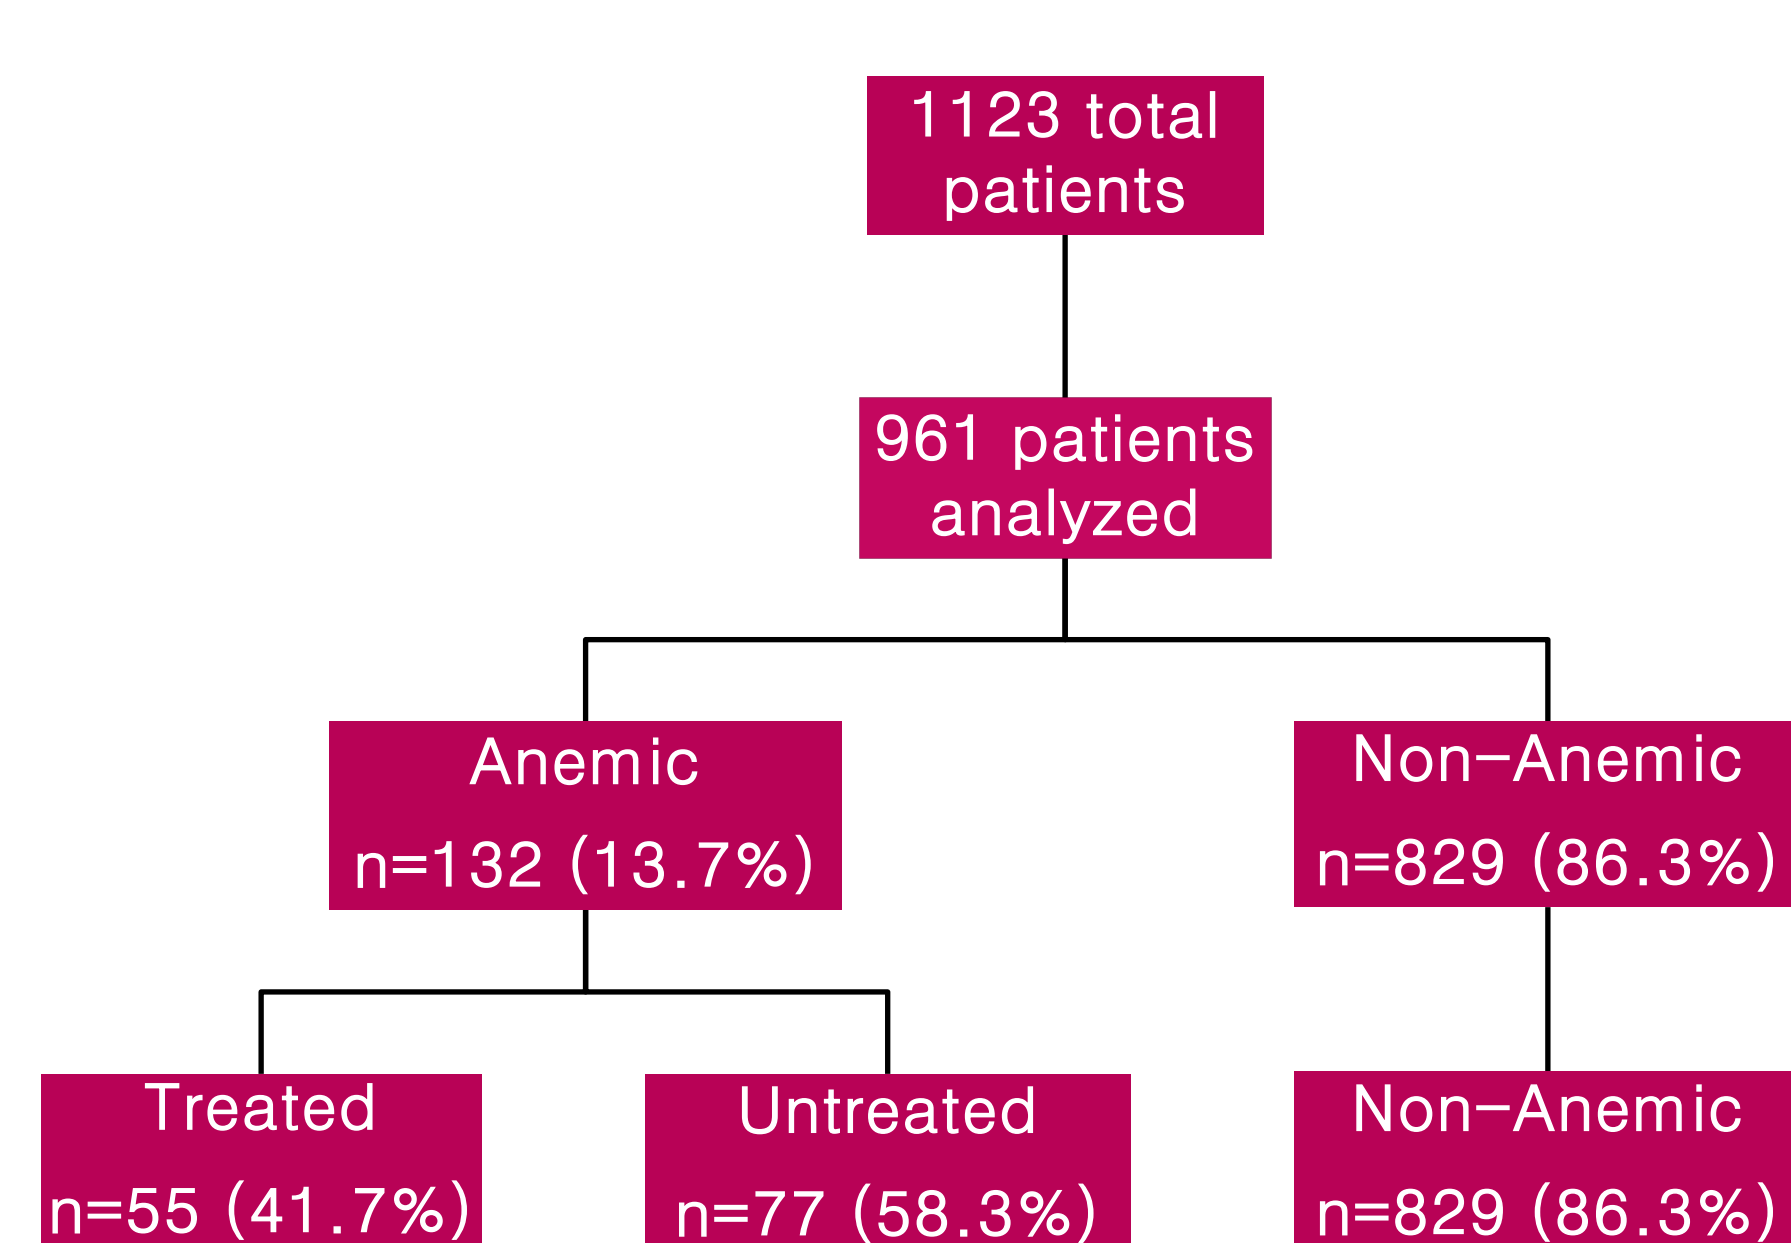 1123 total
patients
961 patients
analyzed
Anemic
n=132 (13.7%)
Non-Anemic
n=829 (86.3%)
Treated
n=55 (41.7%)
Untreated
n=77 (58.3%)
Non-Anemic
n=829 (86.3%)